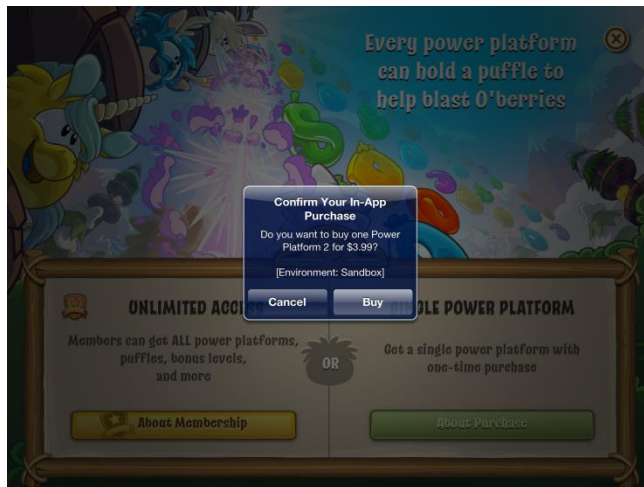 Every power platform
can hold a puffle to
help blast O'berries
Confirm Your In-App
Purchase
Do you want to buy one Power
Platform 2 for $3.99?
[Environment: Sandbox]
Cancel
Buy
UNLIMITED
Members can get ALL power platforms,
puffles, bonus levels,
and more
About Membership
OR
POWER PLATFORM
Get a single power platform with
one-time purchase
About Purchase